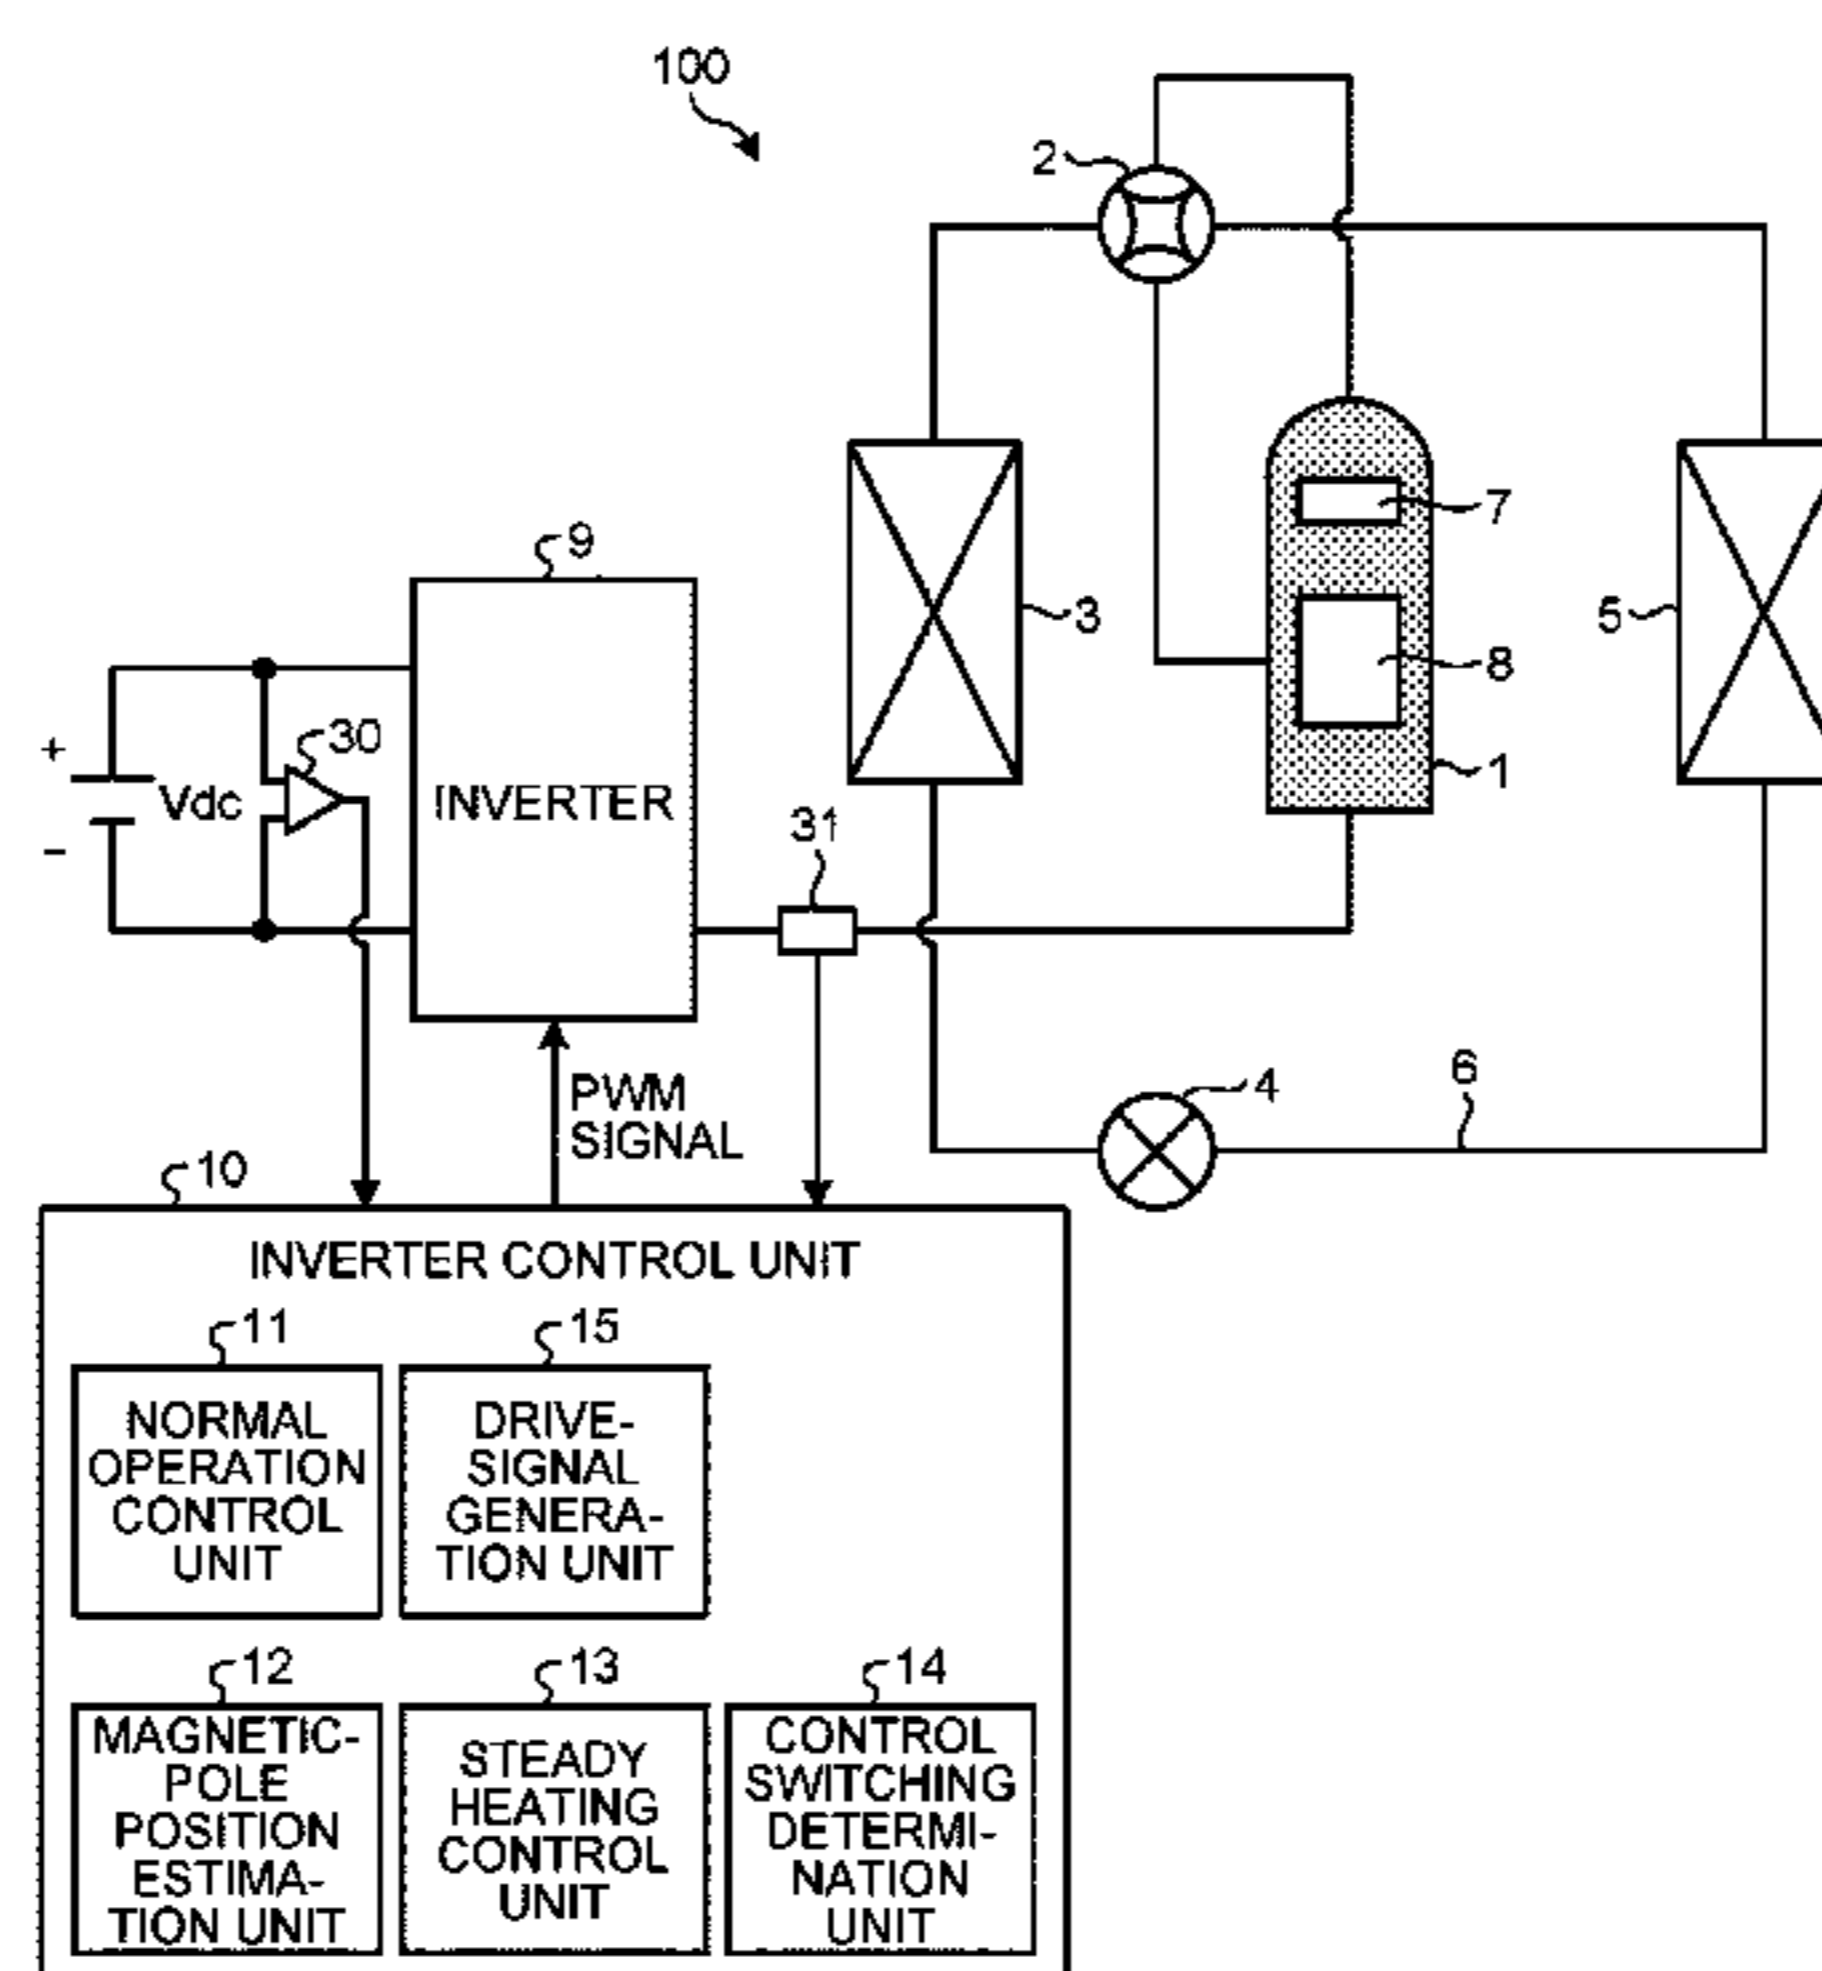 100
2
9
7
3
5
8
30
1
+
Vdc
INVERTER
31
-
PWM
SIGNAL
6
4
10
INVERTER CONTROL UNIT
11
15
NORMAL
OPERATION
CONTROL
UNIT
DRIVE-
SIGNAL
GENERA-
TION UNIT
12
13
14
MAGNETIC-
POLE
POSITION
ESTIMA-
TION UNIT
STEADY
HEATING
CONTROL
UNIT
CONTROL
SWITCHING
DETERMI-
NATION
UNIT